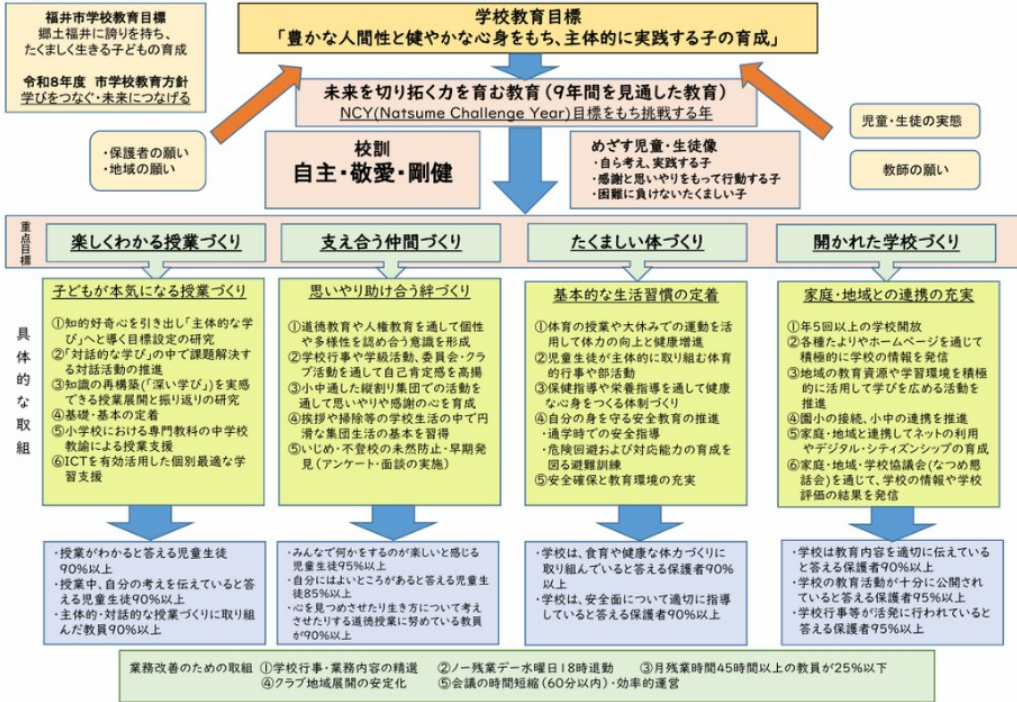 福井市学校教育目標
郷土福井に誇りを持ち、
たくましく生きる子どもの育成
令和8年度 市学校教育方針
学びをつなぐ・未来につなげる
学校教育目標
「豊かな人間性と健やかな心身をもち、主体的に実践する子の育成」
未来を切り拓く力を育む教育(9年間を見通した教育)
NCY(Natsume Challenge Year)目標をもち挑戦する年
・保護者の願い
・地域の願い
校訓
自主・敬愛・剛健
めざす児童・生徒像
・自ら考え、実践する子
・感謝と思いやりをもって行動する子
・困難に負けないたくましい子
児童・生徒の実態
教師の願い
重点目標
楽しくわかる授業づくり
支え合う仲間づくり
たくましい体づくり
開かれた学校づくり
具体的な取組
子どもが本気になる授業づくり
①知的好奇心を引き出し「主体的な学
び」へと導く目標設定の研究
②「対話的な学び」の中で課題解決す
る対話活動の推進
③知識の再構築(「深い学び」)を実感
できる授業展開と振り返りの研究
④基礎・基本の定着
⑤小学校における専門教科の中学校
教諭による授業支援
⑥ICTを有効活用した個別最適な学
習支援
思いやり助け合う絆づくり
①道徳教育や人権教育を通して個性
や多様性を認め合う意識を形成
②学校行事や学級活動、委員会・クラ
ブ活動を通して自己肯定感を高揚
③小中通した縦割り集団での活動を
通して思いやりや感謝の心を育成
④挨拶や掃除等の学校生活の中で円
滑な集団生活の基本を習得
⑤いじめ・不登校の未然防止・早期発
見(アンケート・面談の実施)
基本的な生活習慣の定着
①体育の授業や大休みでの運動を活
用して体力の向上と健康増進
②児童生徒が主体的に取り組む体育
的行事や部活動
③保健指導や栄養指導を通して健康
な心身をつくる体制づくり
④自分の身を守る安全教育の推進
・通学時での安全指導
・危険回避および対応能力の育成を
図る避難訓練
⑤安全確保と教育環境の充実
家庭・地域との連携の充実
①年5回以上の学校開放
②各種たよりやホームページを通じて
積極的に学校の情報を発信
③地域の教育資源や学習環境を積極
的に活用して学びを広める活動を
推進
④園小の接続、小中の連携を推進
⑤家庭・地域と連携してネットの利用
やデジタル・シティズンシップの育成
⑥家庭・地域・学校協議会(なつめ懇
話会)を通じて、学校の情報や学校
評価の結果を発信
・授業がわかると答える児童生徒
90%以上
・授業中、自分の考えを伝えていると答
える児童生徒90%以上
・主体的・対話的な授業づくりに取り組
んだ教員90%以上
・みんなで何かをするのが楽しいと感じる
児童生徒95%以上
・自分にはよいところがあると答える児童生
徒85%以上
・心を見つめさせたり生き方について考え
させたりする道徳授業に努めている教員
が90%以上
・学校は、食育や健康な体力づくりに
取り組んでいると答える保護者90%
以上
・学校は、安全面について適切に指導
していると答える保護者90%以上
・学校は教育内容を適切に伝えている
と答える保護者90%以上
・学校の教育活動が十分に公開され
ていると答える保護者95%以上
・学校行事等が活発に行われていると
答える保護者95%以上
業務改善のための取組 ①学校行事・業務内容の精選 ②ノー残業デー水曜日18時退勤 ③月残業時間45時間以上の教員が25%以下
④クラブ地域展開の安定化 ⑤会議の時間短縮(60分以内)・効率的運営